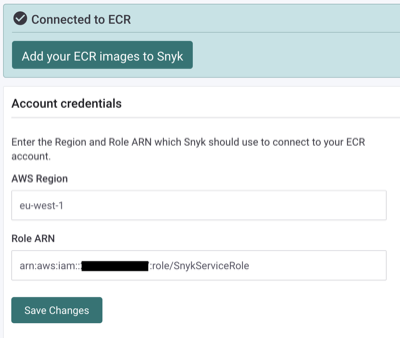 Connected to ECR
Add your ECR images to Snyk
Account credentials
Enter the Region and Role ARN which Snyk should use to connect to your ECR
account.
AWS Region
eu-west-1
Role ARN
arn:aws:iam:: :role/SnykServiceRole
Save Changes